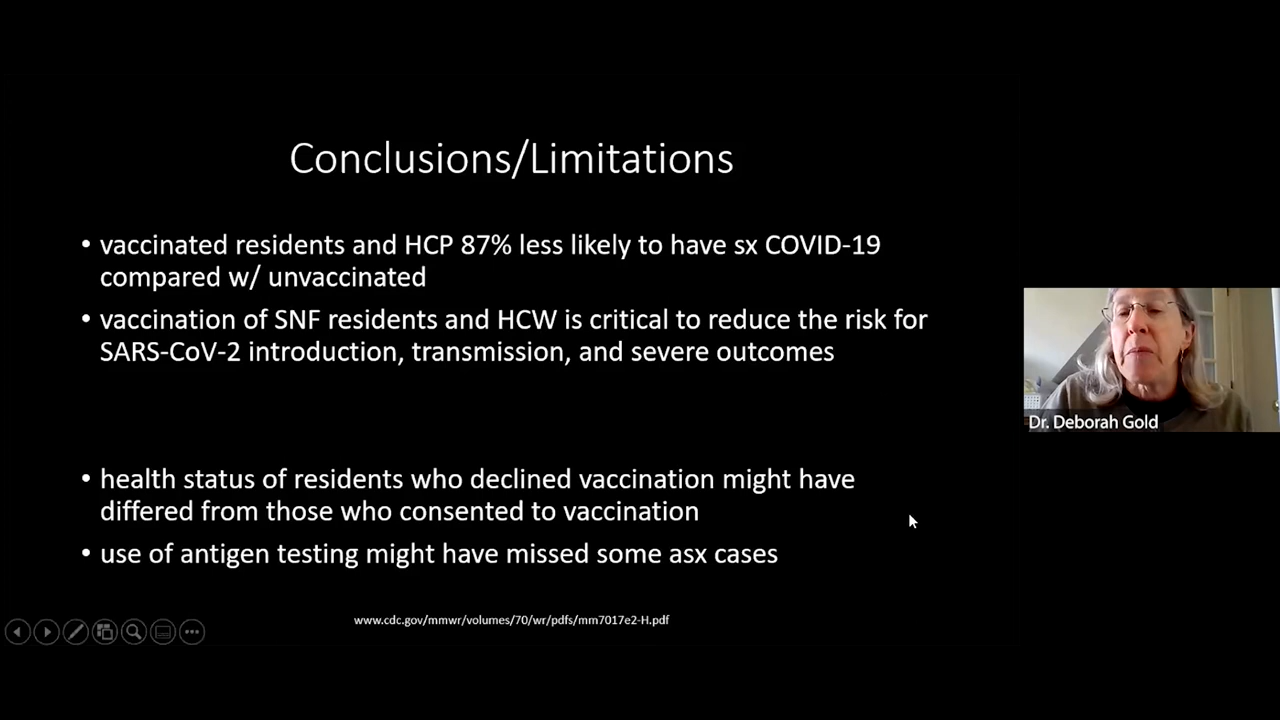 Conclusions/Limitations
• vaccinated residents and HCP 87% less likely to have sx COVID-19
compared w/ unvaccinated
• vaccination of SNF residents and HCW is critical to reduce the risk for
SARS-CoV-2 introduction, transmission, and severe outcomes
• health status of residents who declined vaccination might have
differed from those who consented to vaccination
• use of antigen testing might have missed some asx cases
www.cdc.gov/mmwr/volumes/70/wr/pdfs/mm7017e2-H.pdf
Dr. Deborah Gold